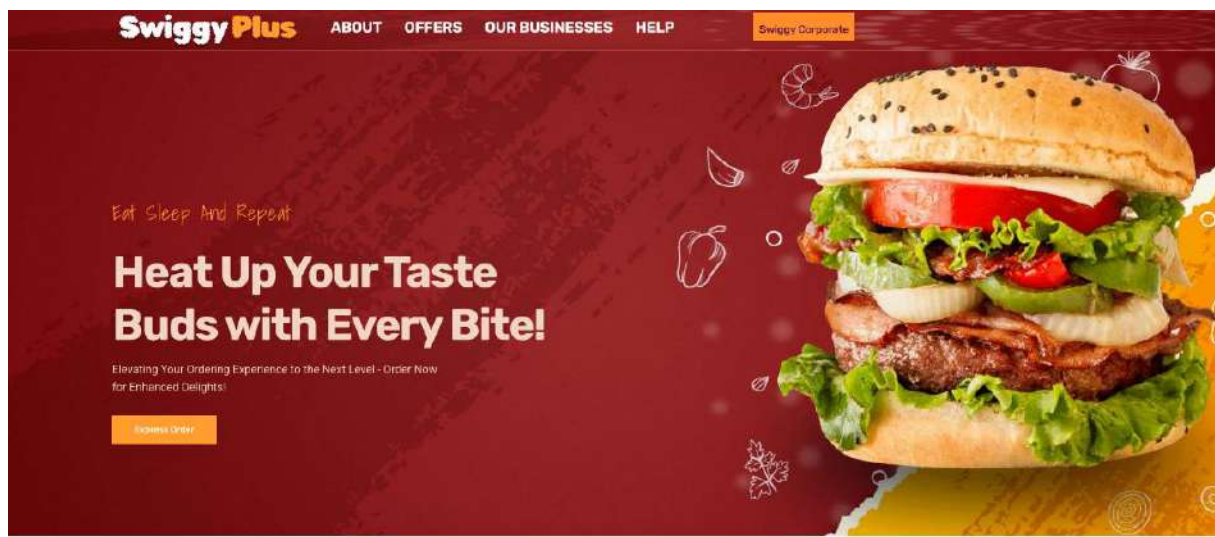 Swiggy Plus ABOUT OFFERS OUR BUSINESSES HELP Swiggy Corporate
Eat Sleep And Repeat
Heat Up Your Taste
Buds with Every Bite!
Elevating Your Ordering Experience to the Next Level - Order Now
for Enhanced Delights!
Express Order